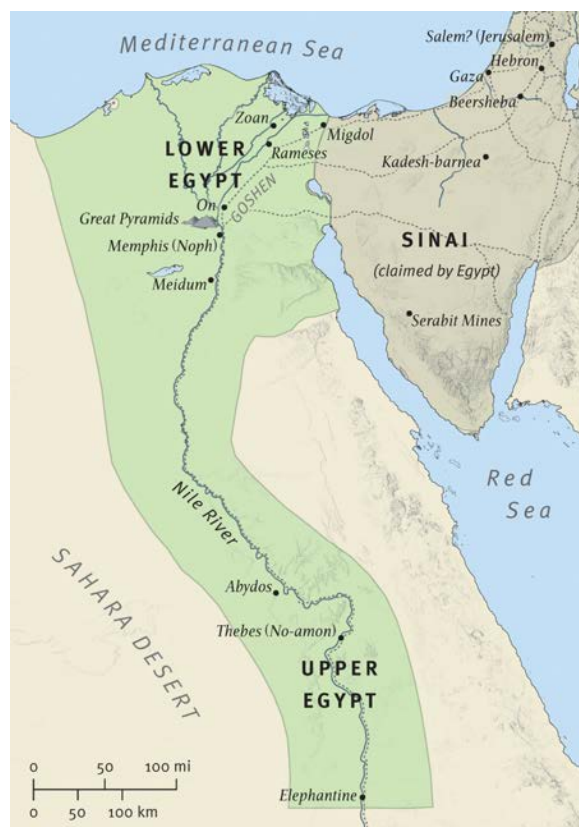 Mediterranean Sea
Salem? (Jerusalem)
Hebron
Gaza
Beersheba
Zoan
Migdol
LOWER
EGYPT
Rameses
Kadesh-barnea
On
GOSHEN
Great Pyramids
Memphis (Noph)
SINAI
(claimed by Egypt)
Meidum
Serabit Mines
Red
Sea
Nile River
SAHARA DESERT
Abydos
Thebes (No-amon)
UPPER
EGYPT
0 50 100 mi
0 50 100 km
Elephantine